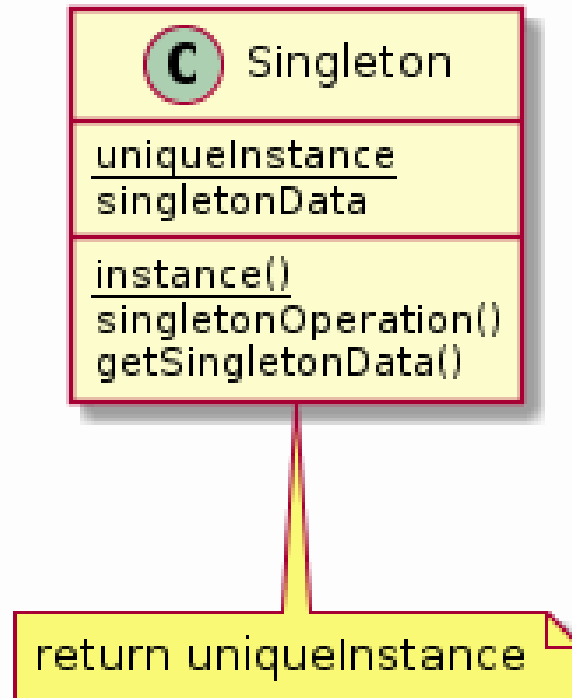 C Singleton
uniqueInstance
singletonData
instance()
singletonOperation()
getSingletonData()
return uniqueInstance